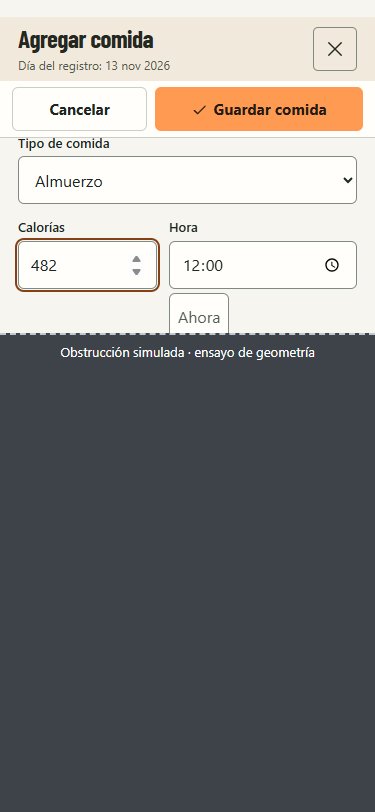 Agregar comida
Día del registro: 13 nov 2026
Cancelar
Guardar comida
Tipo de comida
Almuerzo
Calorías Hora
482 12:00
Ahora
Obstrucción simulada · ensayo de geometría